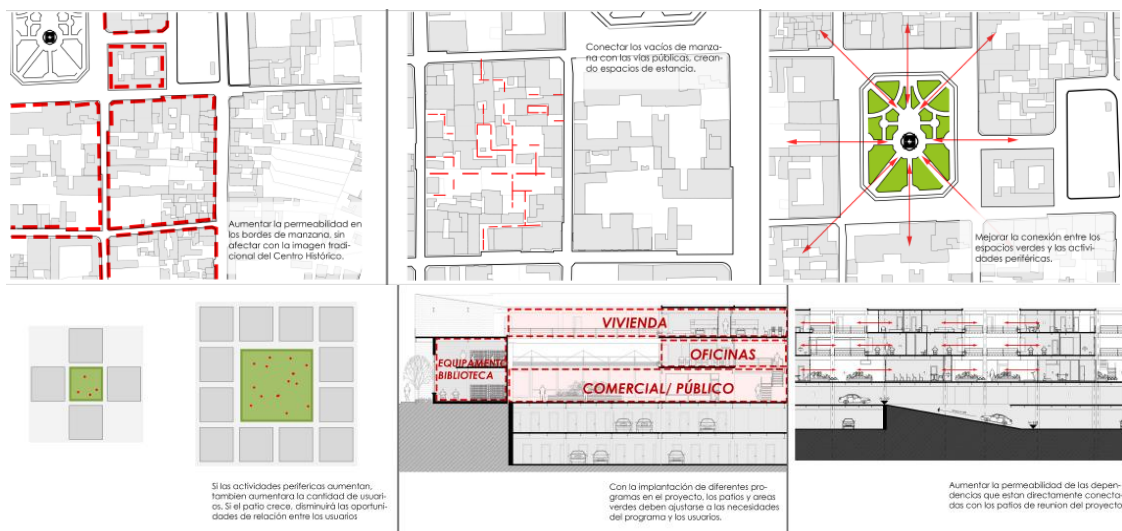 Aumentar la permeabilidad en
los bordes de manzana, sin
afectar con la imagen tradi-
cional del Centro Histórico.
Conectar los vacíos de manza-
na con las vías públicas, crean-
do espacios de estancia.
Mejorar la conexión entre los
espacios verdes y las activi-
dades periféricas.
Si las actividades perifericas aumentan,
tambien aumentara la cantidad de usuari-
os. Si el patio crece, disminuirá las oportuni-
dades de relación entre los usuarios
VIVIENDA
EQUIPAMENTO
BIBLIOTECA
OFICINAS
COMERCIAL/ PÚBLICO
Con la implantación de diferentes pro-
gramas en el proyecto, los patios y areas
verdes deben ajustarse a las necesidades
del programa y los usuarios.
Aumentar la permeabilidad de las depen-
dencias que estan directamente conecta-
das con los patios de reunion del proyecto